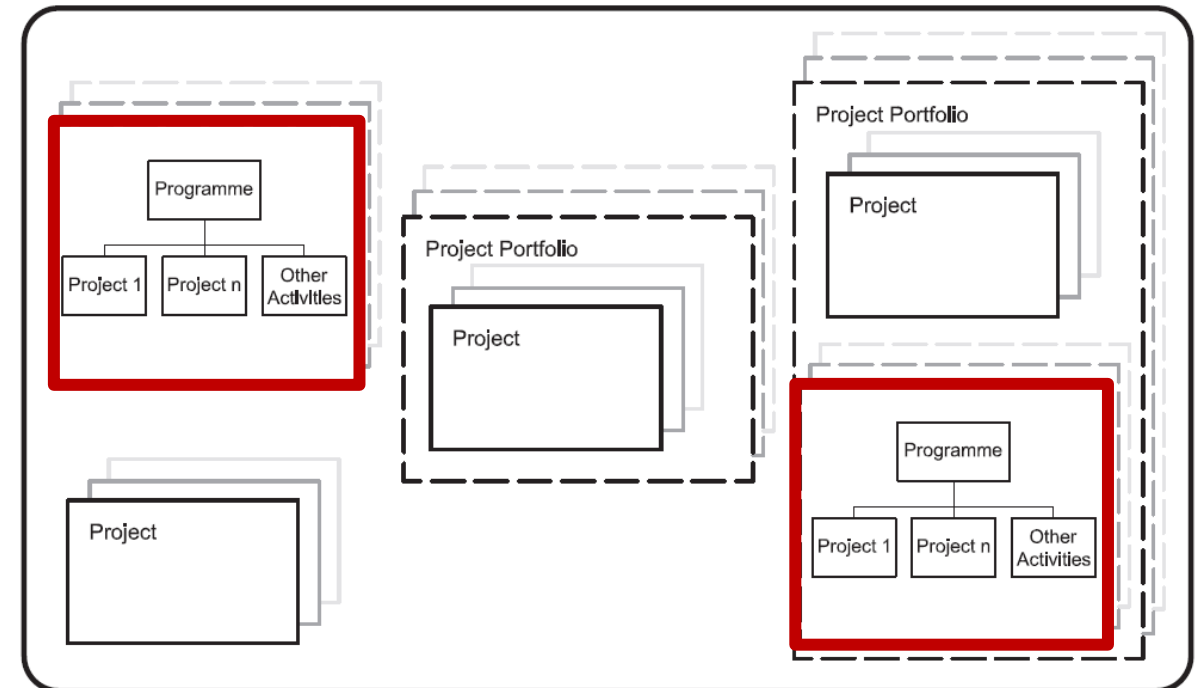 Programme
Project 1
Project n
Other
Activities
Project
Project Portfolio
Project
Project Portfolio
Project
Programme
Project 1
Project n
Other
Activities